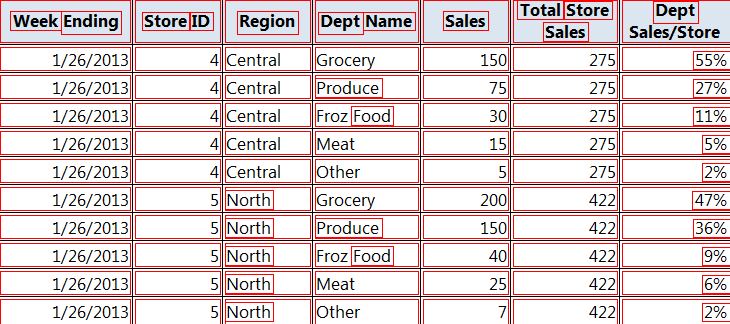 Week Ending Store ID Region Dept Name Sales Total Store Sales Dept Sales/Store
1/26/2013 4 Central Grocery 150 275 55%
1/26/2013 4 Central Produce 75 275 27%
1/26/2013 4 Central Froz Food 30 275 11%
1/26/2013 4 Central Meat 15 275 5%
1/26/2013 4 Central Other 5 275 2%
1/26/2013 5 North Grocery 200 422 47%
1/26/2013 5 North Produce 150 422 36%
1/26/2013 5 North Froz Food 40 422 9%
1/26/2013 5 North Meat 25 422 6%
1/26/2013 5 North Other 7 422 2%